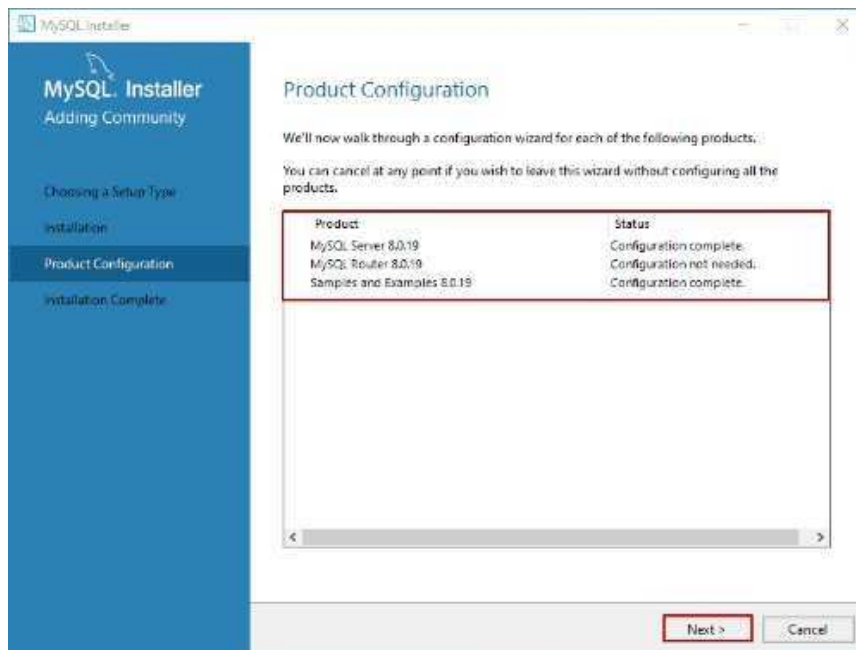 MySQL Installer
MySQL. Installer
Adding Community
Choosing a Setup Type
Installation
Product Configuration
Installation Complete
Product Configuration
We'll now walk through a configuration wizard for each of the following products.
You can cancel at any point if you wish to leave this wizard without configuring all the
products.
Product Status
MySQL Server 8.0.19 Configuration complete.
MySQL Router 8.0.19 Configuration not needed.
Samples and Examples 8.0.19 Configuration complete.
Next >
Cancel